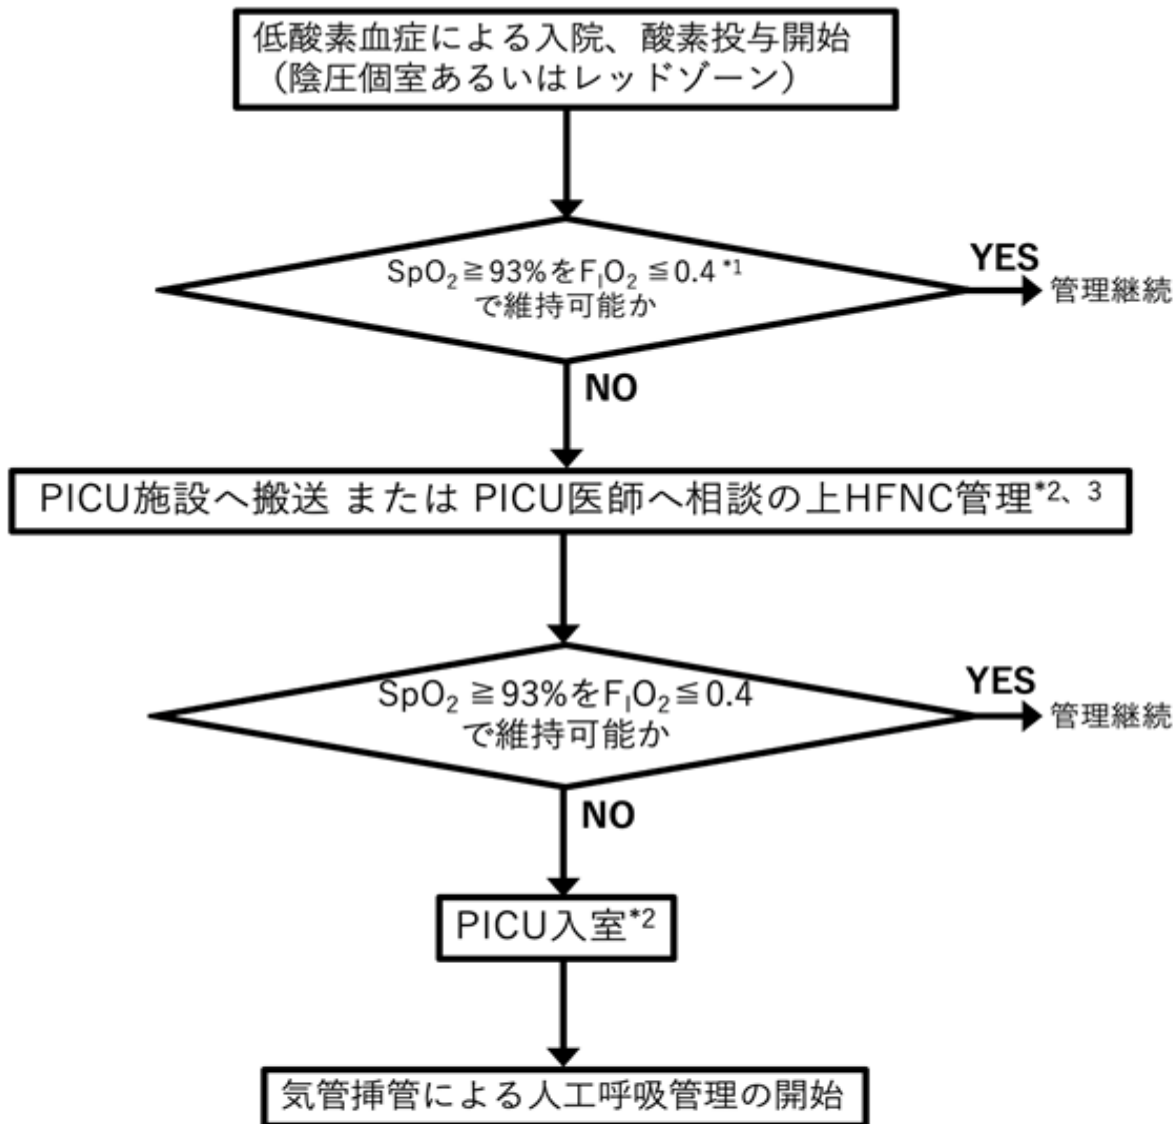 低酸素血症による入院、酸素投与開始
（陰圧個室あるいはレッドゾーン）
SpO₂≧93%をFIO₂≦0.4 *1
で維持可能か
YES
管理継続
NO
PICU施設へ搬送 または PICU医師へ相談の上HFNC管理*2、3
SpO₂ ≧93%をFIO₂≦0.4
で維持可能か
YES
管理継続
NO
PICU入室*2
気管挿管による人工呼吸管理の開始